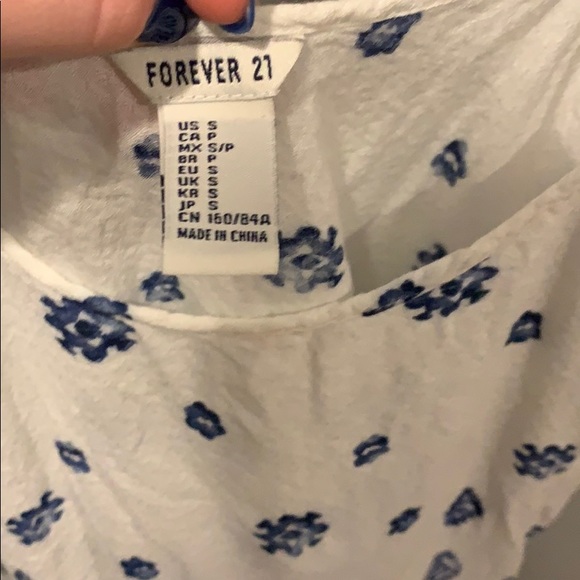 FOREVER 21
US S
CA P
MX S/P
BR P
EU S
UK S
KR S
JP S
CN 160/84A
MADE IN CHINA